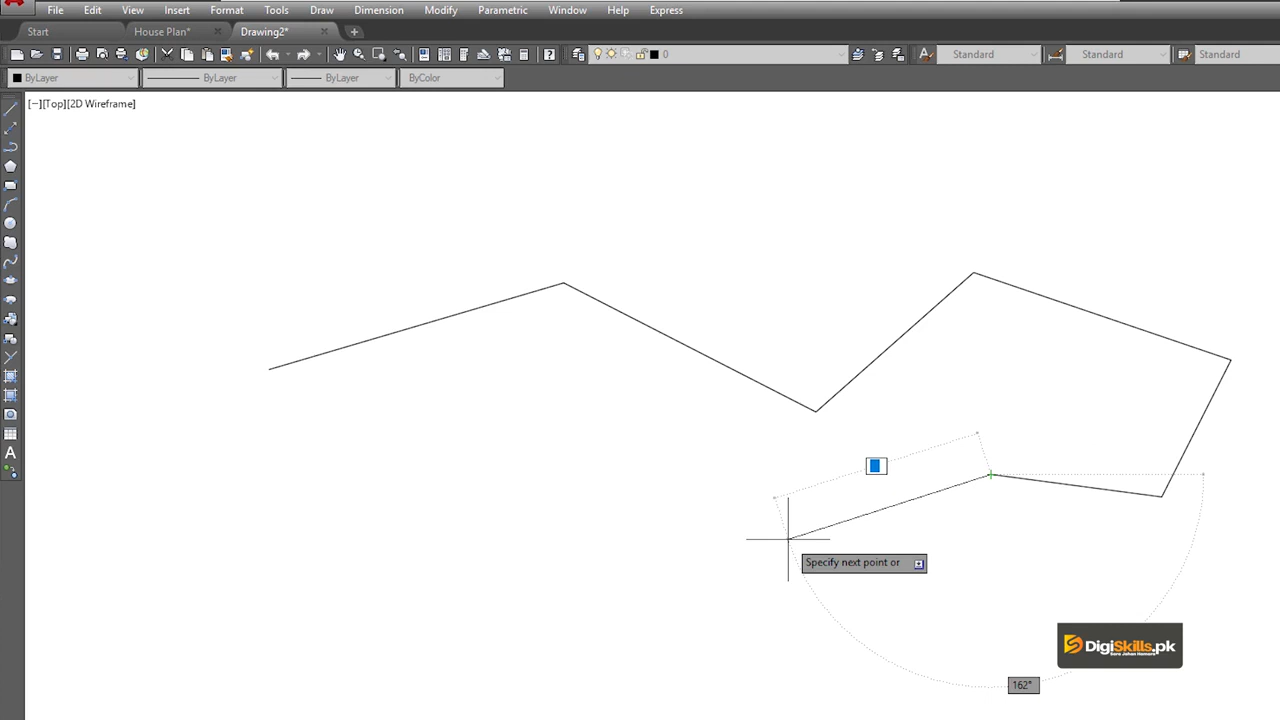 File Edit View Insert Format Tools Draw Dimension Modify Parametric Window Help Express
Start House Plan* Drawing2*
0 Standard Standard Standard
ByLayer ByLayer ByLayer ByColor
[−][Top][2D Wireframe]
A
Specify next point or
DigiSkills.pk
162°